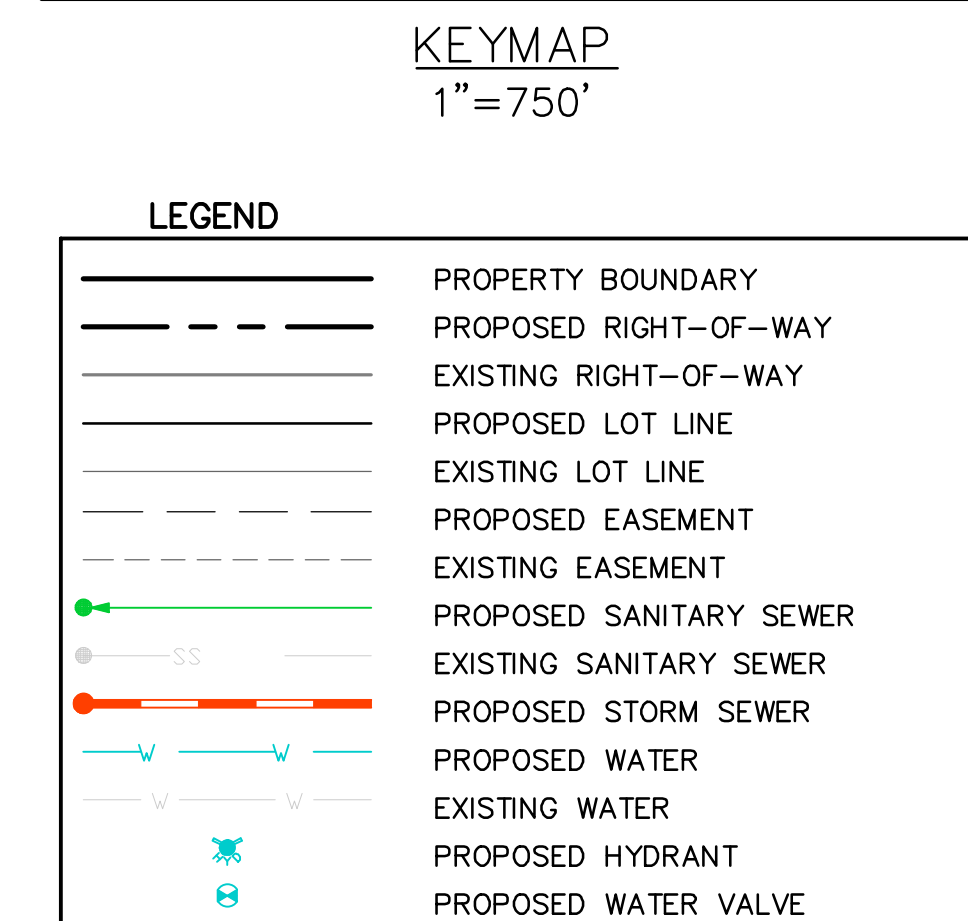 KEYMAP
1"=750'
LEGEND
PROPERTY BOUNDARY
PROPOSED RIGHT-OF-WAY
EXISTING RIGHT-OF-WAY
PROPOSED LOT LINE
EXISTING LOT LINE
PROPOSED EASEMENT
EXISTING EASEMENT
PROPOSED SANITARY SEWER
SS EXISTING SANITARY SEWER
PROPOSED STORM SEWER
W W PROPOSED WATER
W W EXISTING WATER
PROPOSED HYDRANT
PROPOSED WATER VALVE